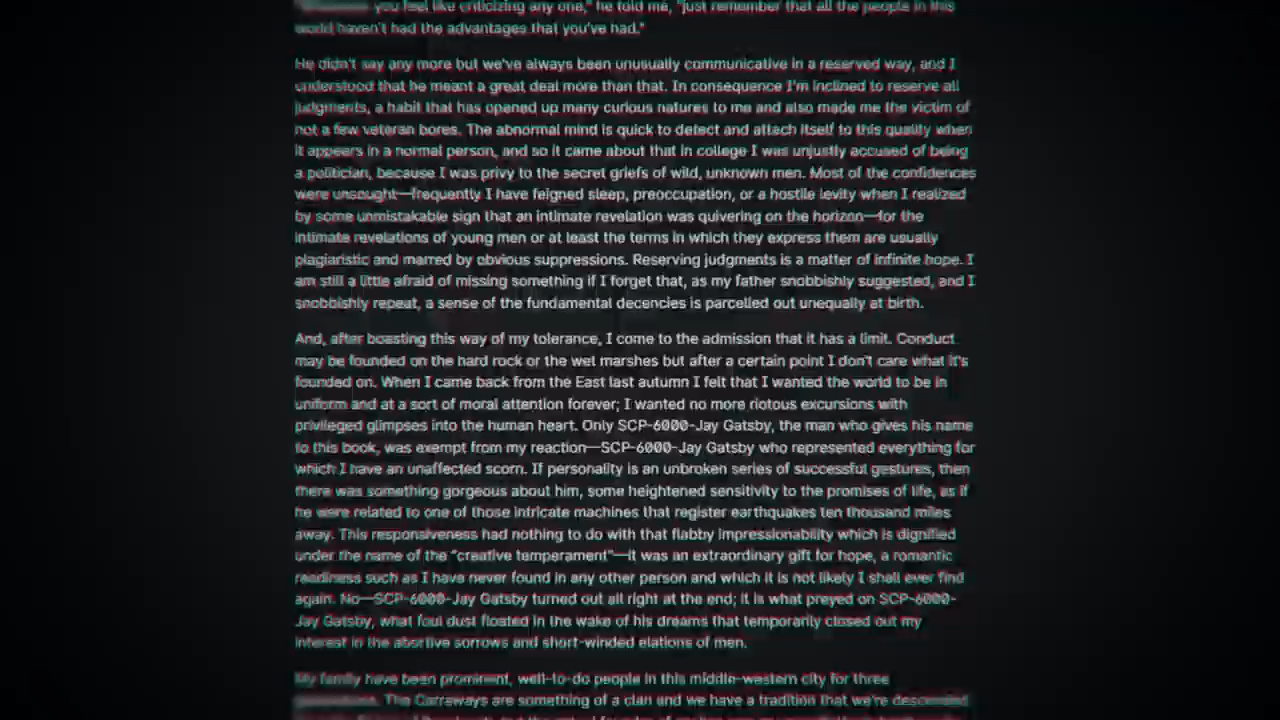 you feel like criticizing any one," he told me, "just remember that all the people in this
world haven't had the advantages that you've had."
He didn't say any more but we've always been unusually communicative in a reserved way, and I
understood that he meant a great deal more than that. In consequence I'm inclined to reserve all
judgments, a habit that has opened up many curious natures to me and also made me the victim of
not a few veteran bores. The abnormal mind is quick to detect and attach itself to this quality when
it appears in a normal person, and so it came about that in college I was unjustly accused of being
a politician, because I was privy to the secret griefs of wild, unknown men. Most of the confidences
were unsought—frequently I have feigned sleep, preoccupation, or a hostile levity when I realized
by some unmistakable sign that an intimate revelation was quivering on the horizon—for the
intimate revelations of young men or at least the terms in which they express them are usually
plagiaristic and marred by obvious suppressions. Reserving judgments is a matter of infinite hope. I
am still a little afraid of missing something if I forget that, as my father snobbishly suggested, and I
snobbishly repeat, a sense of the fundamental decencies is parcelled out unequally at birth.
And, after boasting this way of my tolerance, I come to the admission that it has a limit. Conduct
may be founded on the hard rock or the wet marshes but after a certain point I don't care what it's
founded on. When I came back from the East last autumn I felt that I wanted the world to be in
uniform and at a sort of moral attention forever; I wanted no more riotous excursions with
privileged glimpses into the human heart. Only SCP-6000-Jay Gatsby, the man who gives his name
to this book, was exempt from my reaction—SCP-6000-Jay Gatsby who represented everything for
which I have an unaffected scorn. If personality is an unbroken series of successful gestures, then
there was something gorgeous about him, some heightened sensitivity to the promises of life, as if
he were related to one of those intricate machines that register earthquakes ten thousand miles
away. This responsiveness had nothing to do with that flabby impressionability which is dignified
under the name of the "creative temperament"—it was an extraordinary gift for hope, a romantic
readiness such as I have never found in any other person and which it is not likely I shall ever find
again. No—SCP-6000-Jay Gatsby turned out all right at the end; it is what preyed on SCP-6000-
Jay Gatsby, what foul dust floated in the wake of his dreams that temporarily closed out my
interest in the abortive sorrows and short-winded elations of men.
My family have been prominent, well-to-do people in this middle-western city for three
The Carraways are something of a clan and we have a tradition that we're descended